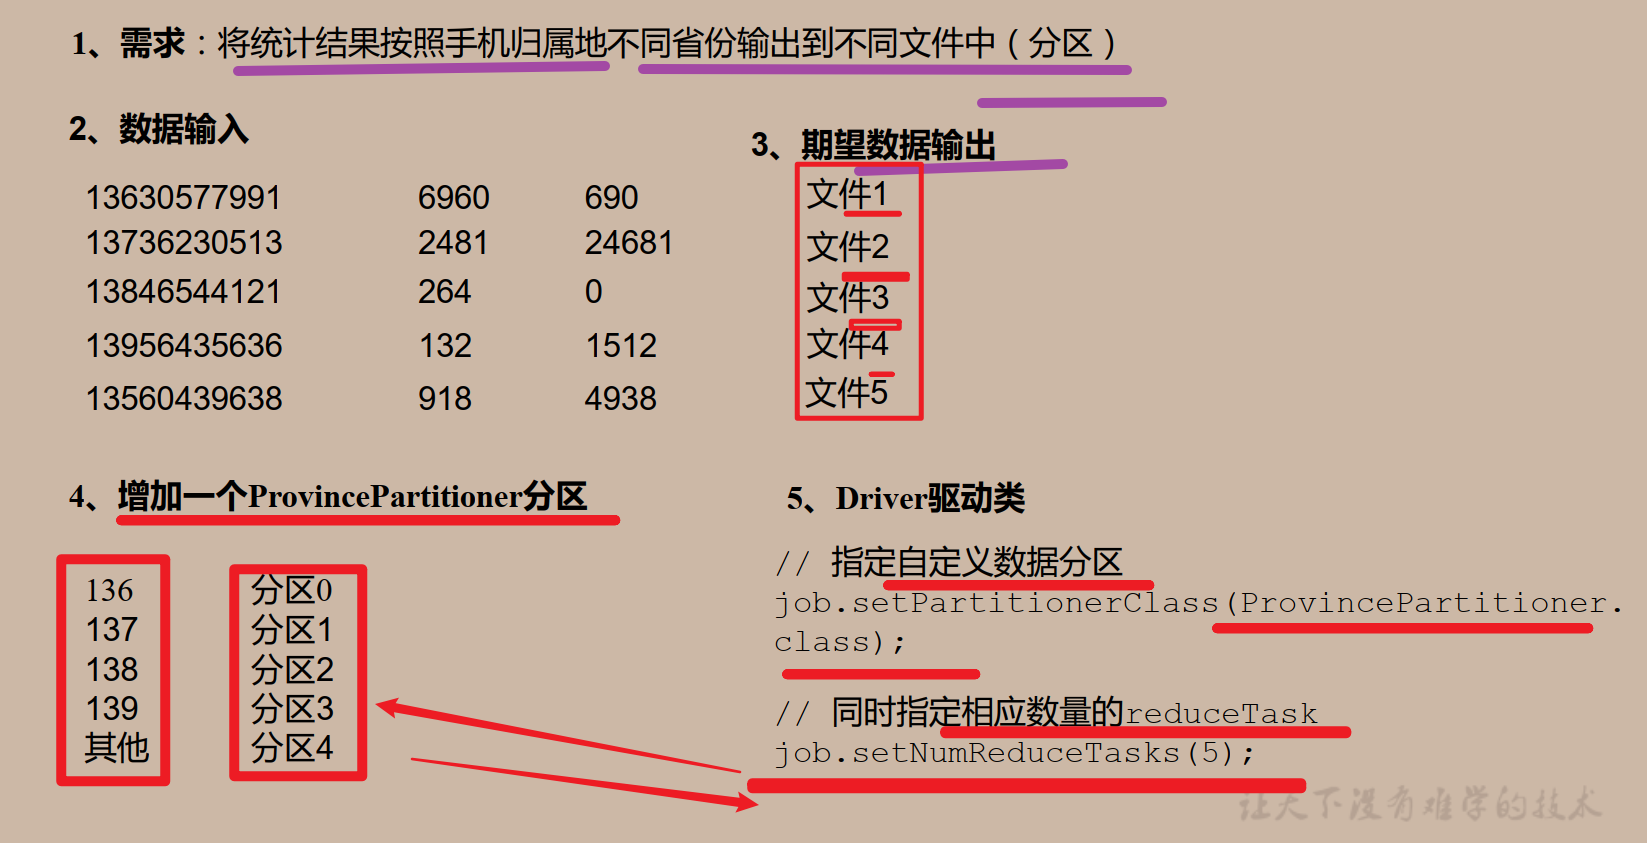 1、需求：将统计结果按照手机归属地不同省份输出到不同文件中（分区）
2、数据输入
13630577991 6960 690
13736230513 2481 24681
13846544121 264 0
13956435636 132 1512
13560439638 918 4938
3、期望数据输出
文件1
文件2
文件3
文件4
文件5
4、增加一个ProvincePartitioner分区
136 分区0
137 分区1
138 分区2
139 分区3
其他 分区4
5、Driver驱动类
// 指定自定义数据分区
job.setPartitionerClass(ProvincePartitioner.
class);
// 同时指定相应数量的reduceTask
job.setNumReduceTasks(5);
让天下没有难学的技术